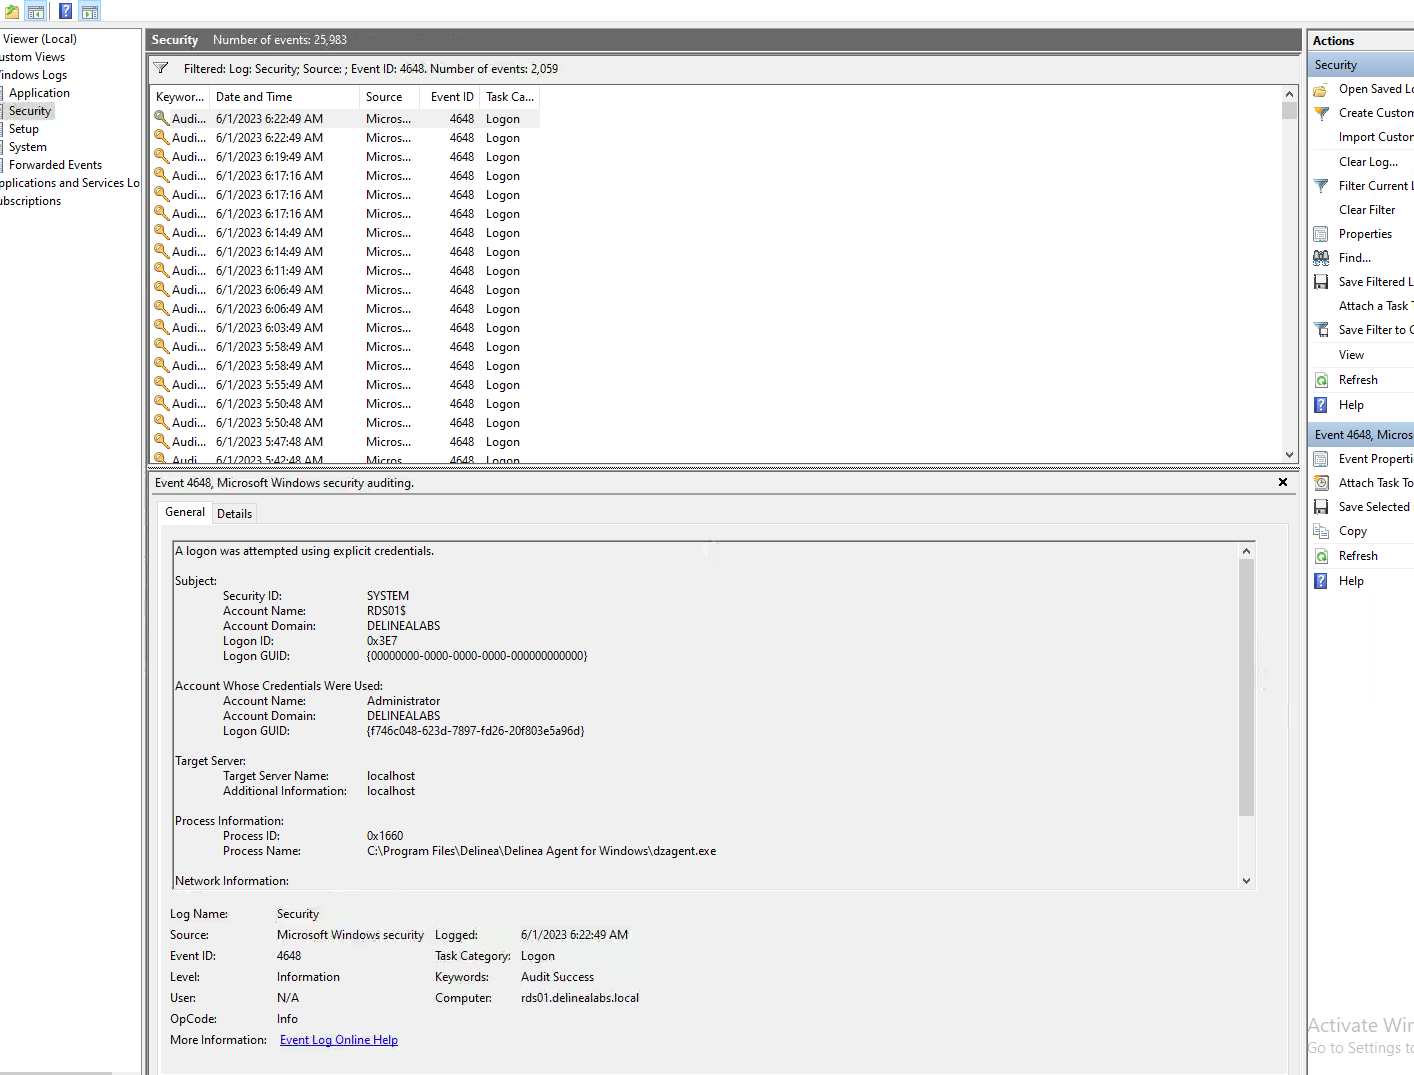 Viewer (Local)
ustom Views
indows Logs
Application
Security
Setup
System
Forwarded Events
pplications and Services Lo
ubscriptions
Security Number of events: 25,983
Filtered: Log: Security; Source: ; Event ID: 4648. Number of events: 2,059
Keywor... Date and Time Source Event ID Task Ca...
Audi... 6/1/2023 6:22:49 AM Micros... 4648 Logon
Audi... 6/1/2023 6:22:49 AM Micros... 4648 Logon
Audi... 6/1/2023 6:19:49 AM Micros... 4648 Logon
Audi... 6/1/2023 6:17:16 AM Micros... 4648 Logon
Audi... 6/1/2023 6:17:16 AM Micros... 4648 Logon
Audi... 6/1/2023 6:17:16 AM Micros... 4648 Logon
Audi... 6/1/2023 6:14:49 AM Micros... 4648 Logon
Audi... 6/1/2023 6:14:49 AM Micros... 4648 Logon
Audi... 6/1/2023 6:11:49 AM Micros... 4648 Logon
Audi... 6/1/2023 6:06:49 AM Micros... 4648 Logon
Audi... 6/1/2023 6:06:49 AM Micros... 4648 Logon
Audi... 6/1/2023 6:03:49 AM Micros... 4648 Logon
Audi... 6/1/2023 5:58:49 AM Micros... 4648 Logon
Audi... 6/1/2023 5:58:49 AM Micros... 4648 Logon
Audi... 6/1/2023 5:55:49 AM Micros... 4648 Logon
Audi... 6/1/2023 5:50:48 AM Micros... 4648 Logon
Audi... 6/1/2023 5:50:48 AM Micros... 4648 Logon
Audi... 6/1/2023 5:47:48 AM Micros... 4648 Logon
Audi... 6/1/2023 5:42:48 AM Micros... 4648 Logon
Event 4648, Microsoft Windows security auditing.
General Details
A logon was attempted using explicit credentials.
Subject:
Security ID: SYSTEM
Account Name: RDS01$
Account Domain: DELINEALABS
Logon ID: 0x3E7
Logon GUID: {00000000-0000-0000-0000-000000000000}
Account Whose Credentials Were Used:
Account Name: Administrator
Account Domain: DELINEALABS
Logon GUID: {f746c048-623d-7897-fd26-20f803e5a96d}
Target Server:
Target Server Name: localhost
Additional Information: localhost
Process Information:
Process ID: 0x1660
Process Name: C:\Program Files\Delinea\Delinea Agent for Windows\dzagent.exe
Network Information:
Log Name: Security
Source: Microsoft Windows security Logged: 6/1/2023 6:22:49 AM
Event ID: 4648 Task Category: Logon
Level: Information Keywords: Audit Success
User: N/A Computer: rds01.delinealabs.local
OpCode: Info
More Information: Event Log Online Help
Actions
Security
Open Saved Lo
Create Custom
Import Custom
Clear Log...
Filter Current L
Clear Filter
Properties
Find...
Save Filtered L
Attach a Task T
Save Filter to C
View
Refresh
Help
Event 4648, Micros
Event Properti
Attach Task To
Save Selected
Copy
Refresh
Help
Activate Win
Go to Settings to